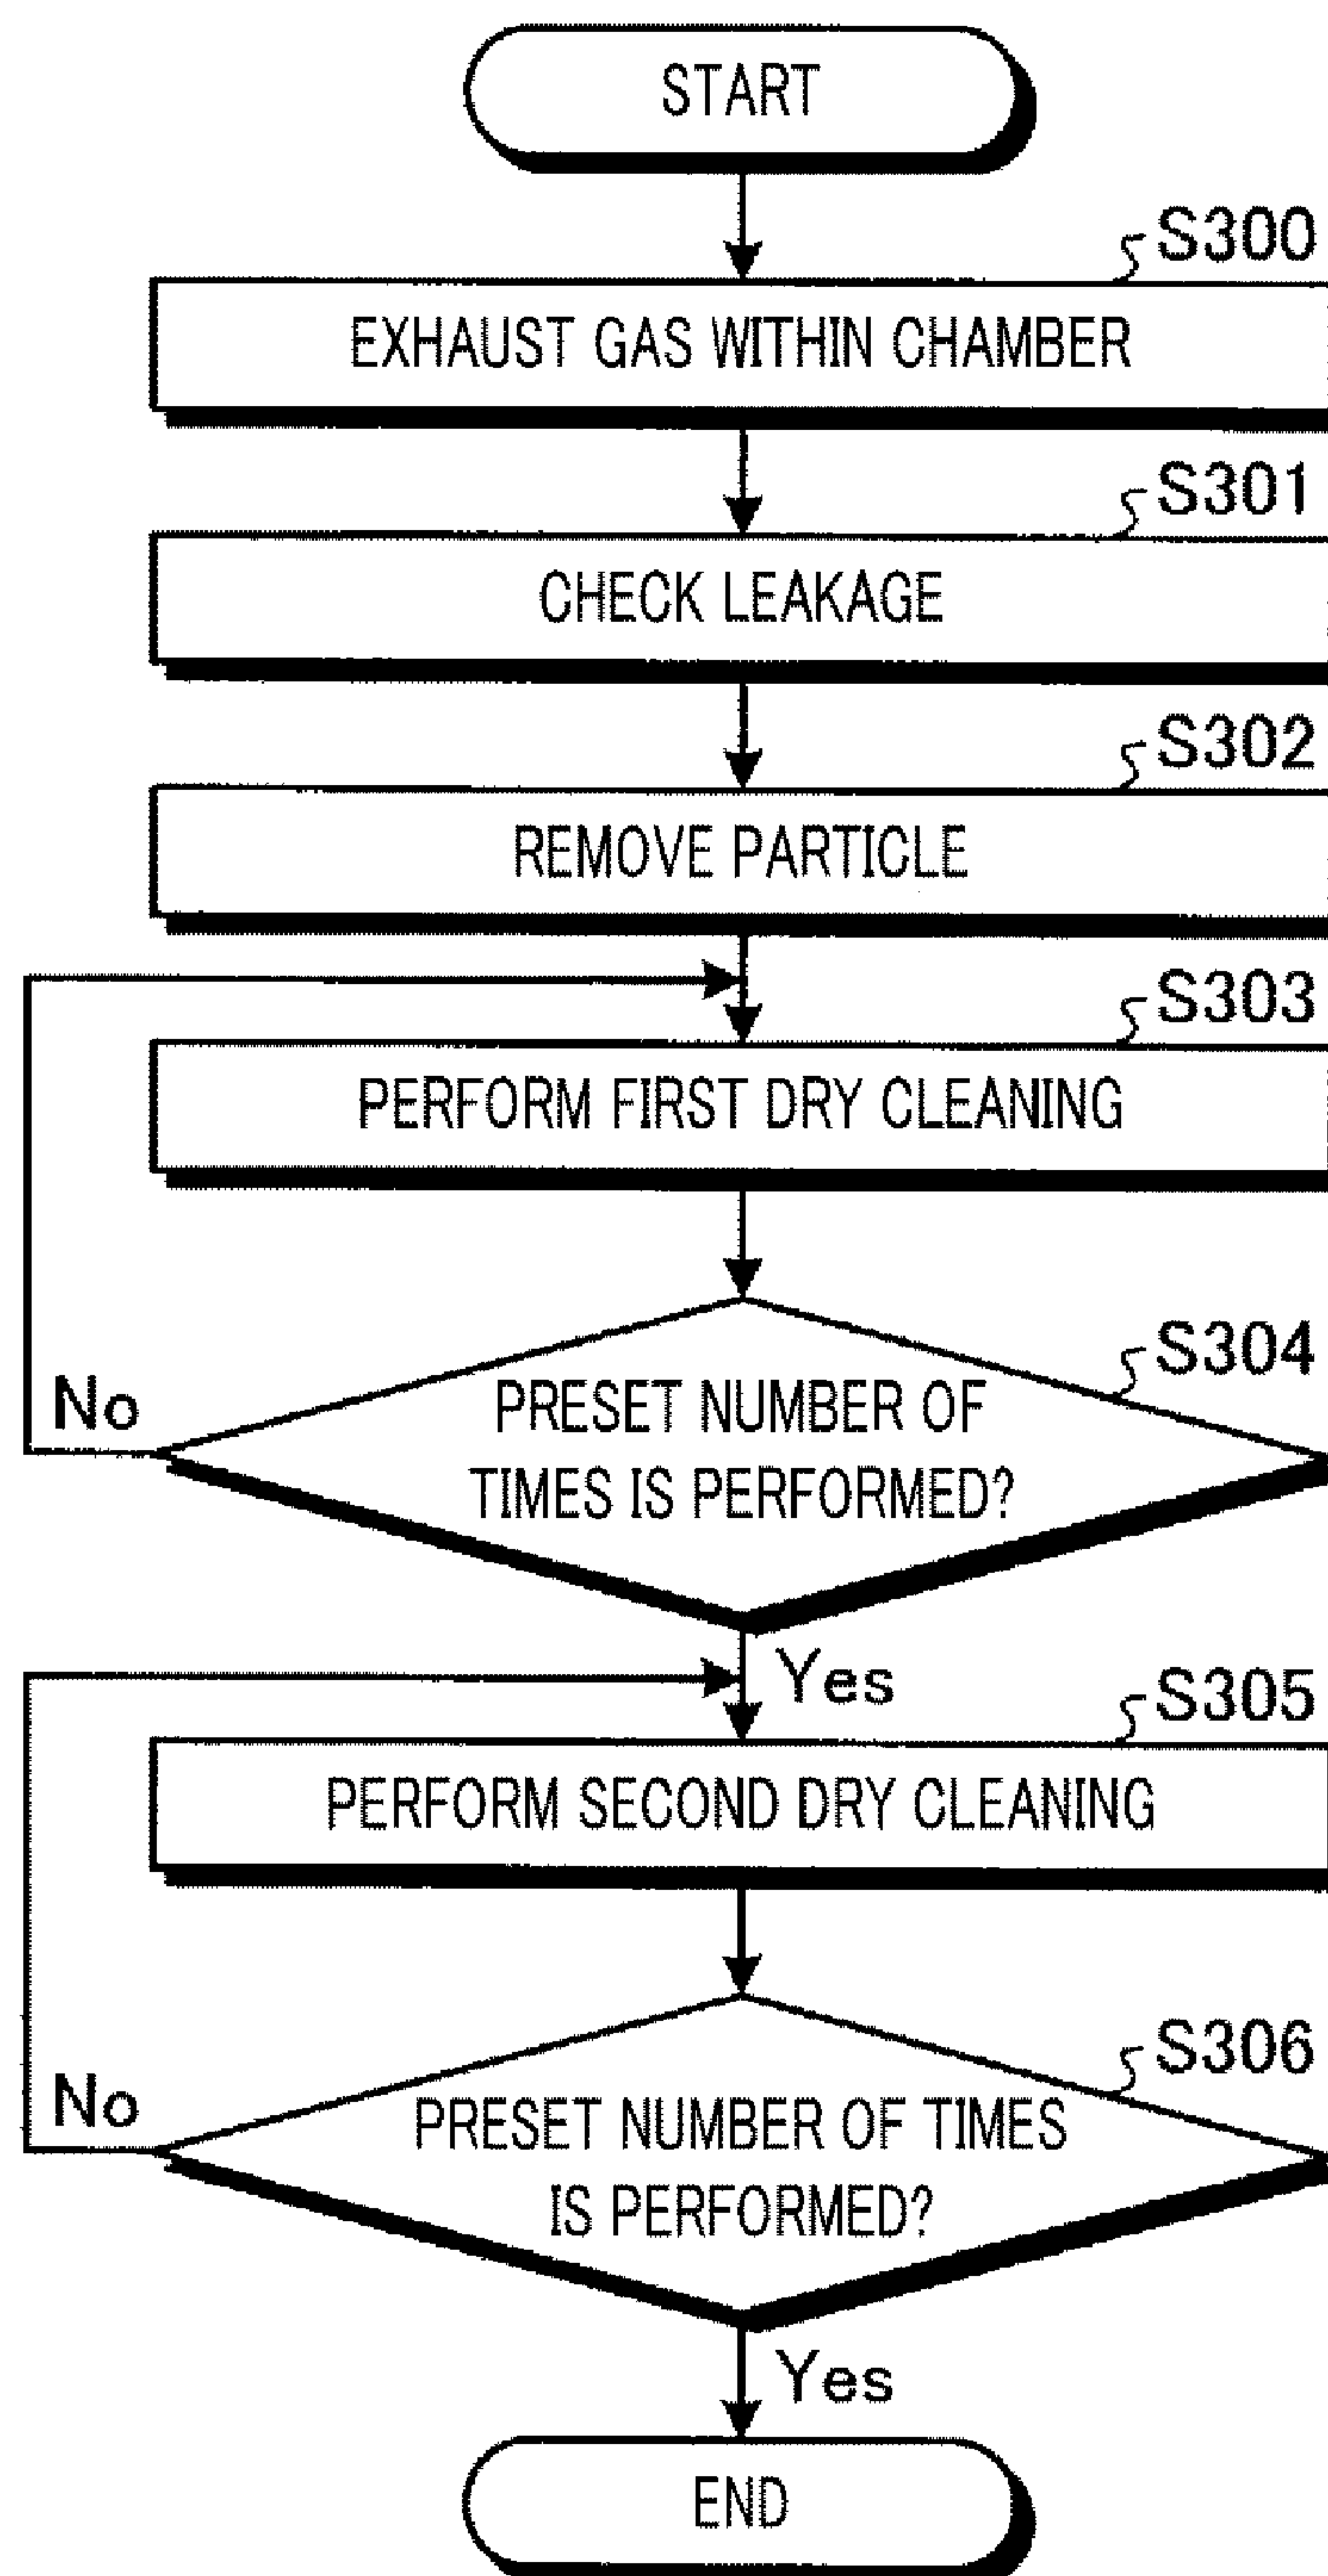 START
S300
EXHAUST GAS WITHIN CHAMBER
S301
CHECK LEAKAGE
S302
REMOVE PARTICLE
S303
PERFORM FIRST DRY CLEANING
S304
No
PRESET NUMBER OF
TIMES IS PERFORMED?
Yes
S305
PERFORM SECOND DRY CLEANING
S306
No
PRESET NUMBER OF TIMES
IS PERFORMED?
Yes
END